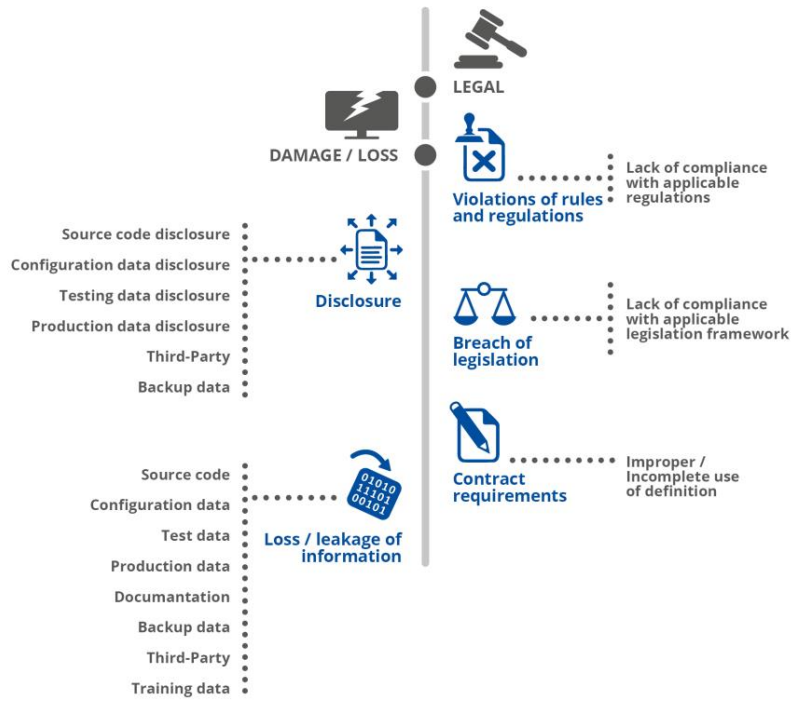 LEGAL
Violations of rules
and regulations
Lack of compliance
with applicable
regulations
Breach of
legislation
Lack of compliance
with applicable
legislation framework
Contract
requirements
Improper /
Incomplete use
of definition
DAMAGE / LOSS
Disclosure
Source code disclosure
Configuration data disclosure
Testing data disclosure
Production data disclosure
Third-Party
Backup data
01010
11101
00101
Loss / leakage of
information
Source code
Configuration data
Test data
Production data
Documantation
Backup data
Third-Party
Training data